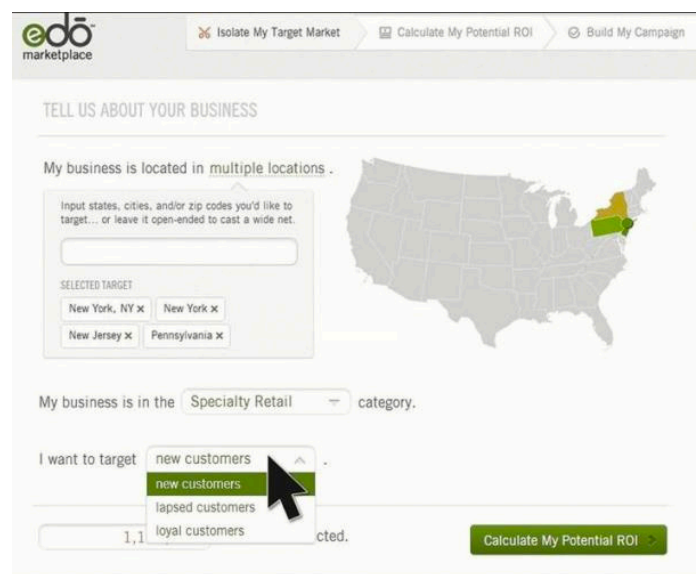 edō
marketplace
Isolate My Target Market
Calculate My Potential ROI
Build My Campaign
TELL US ABOUT YOUR BUSINESS
My business is located in multiple locations .
Input states, cities, and/or zip codes you'd like to
target... or leave it open-ended to cast a wide net.
SELECTED TARGET
New York, NY x New York x
New Jersey x Pennsylvania x
My business is in the Specialty Retail category.
I want to target new customers .
new customers
lapsed customers
loyal customers
Calculate My Potential ROI